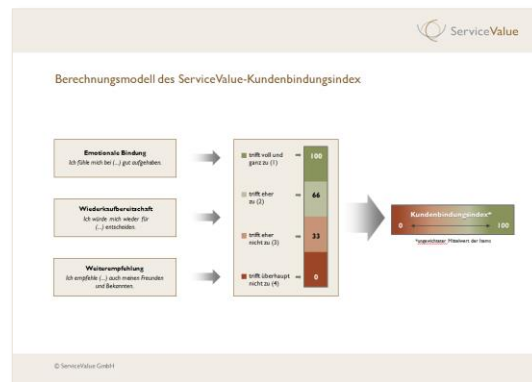 ServiceValue
Berechnungsmodell des ServiceValue-Kundenbindungsindex
Emotionale Bindung
Ich fühle mich bei (...) gut aufgehoben.
Wiederkaufbereitschaft
Ich würde mich wieder für
(...) entscheiden.
Weiterempfehlung
Ich empfehle (...) auch meinen Freunden
und Bekannten.
trifft voll und
ganz zu (1) = 100
trifft eher
zu (2) = 66
trifft eher
nicht zu (3) = 33
trifft überhaupt
nicht zu (4) = 0
Kundenbindungsindex*
0 100
*ungewichteter Mittelwert der Items
© ServiceValue GmbH